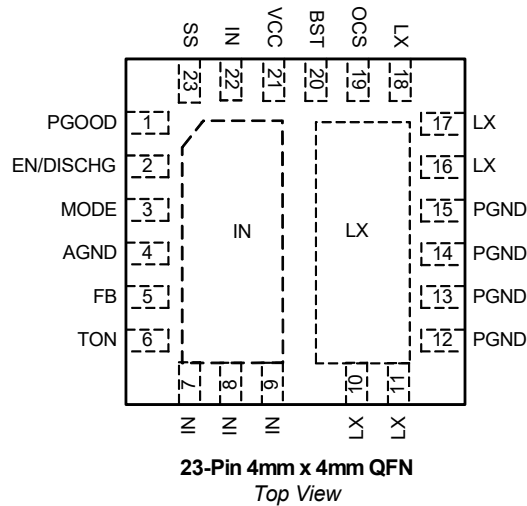 SS IN VCC BST OCS LX
23 22 21 20 19 18
PGOOD 1
EN/DISCHG 2
MODE 3
AGND 4
FB 5
TON 6
IN
LX
17 LX
16 LX
15 PGND
14 PGND
13 PGND
12 PGND
7 8 9 10 11
IN IN IN LX LX
23-Pin 4mm x 4mm QFN
Top View